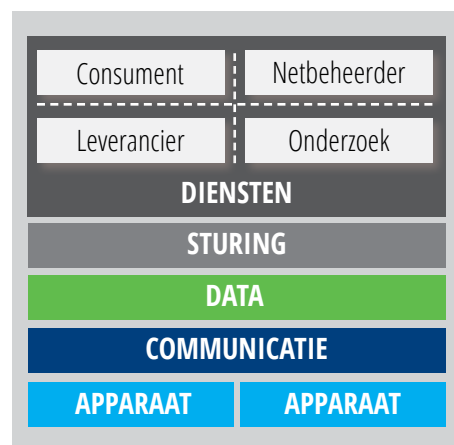 Consument Netbeheerder
Leverancier Onderzoek
DIENSTEN
STURING
DATA
COMMUNICATIE
APPARAAT APPARAAT